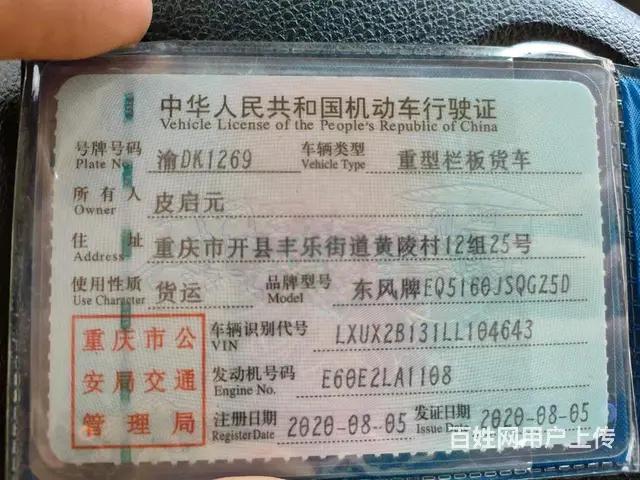 中华人民共和国机动车行驶证
Vehicle License of the People's Republic of China
号牌号码 渝DK1269 车辆类型 重型栏板货车
Plate No. Vehicle Type
所有人 皮启元
Owner
住址 重庆市开县丰乐街道黄陵村12组25号
Address
使用性质 货运 品牌型号 东风牌EQ5160JSQGZ5D
Use Character Model
重庆市公安局交通管理局
车辆识别代号 LXUX2B131LL104643
VIN
发动机号码 E60E2LA1108
Engine No.
注册日期 2020-08-05 发证日期 2020-08-05
Register Date Issue Date
百姓网用户上传